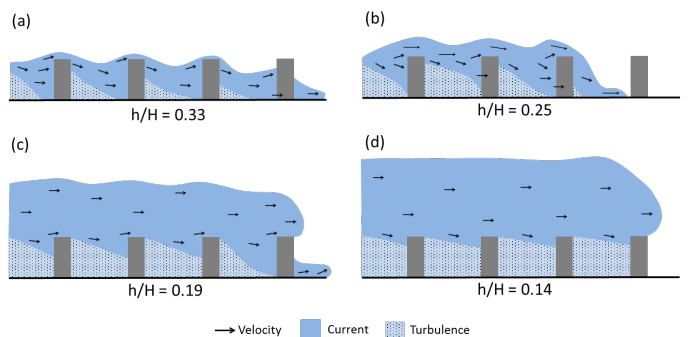 (a)
(b)
h/H = 0.33
h/H = 0.25
(c)
(d)
h/H = 0.19
h/H = 0.14
Velocity
Current
Turbulence